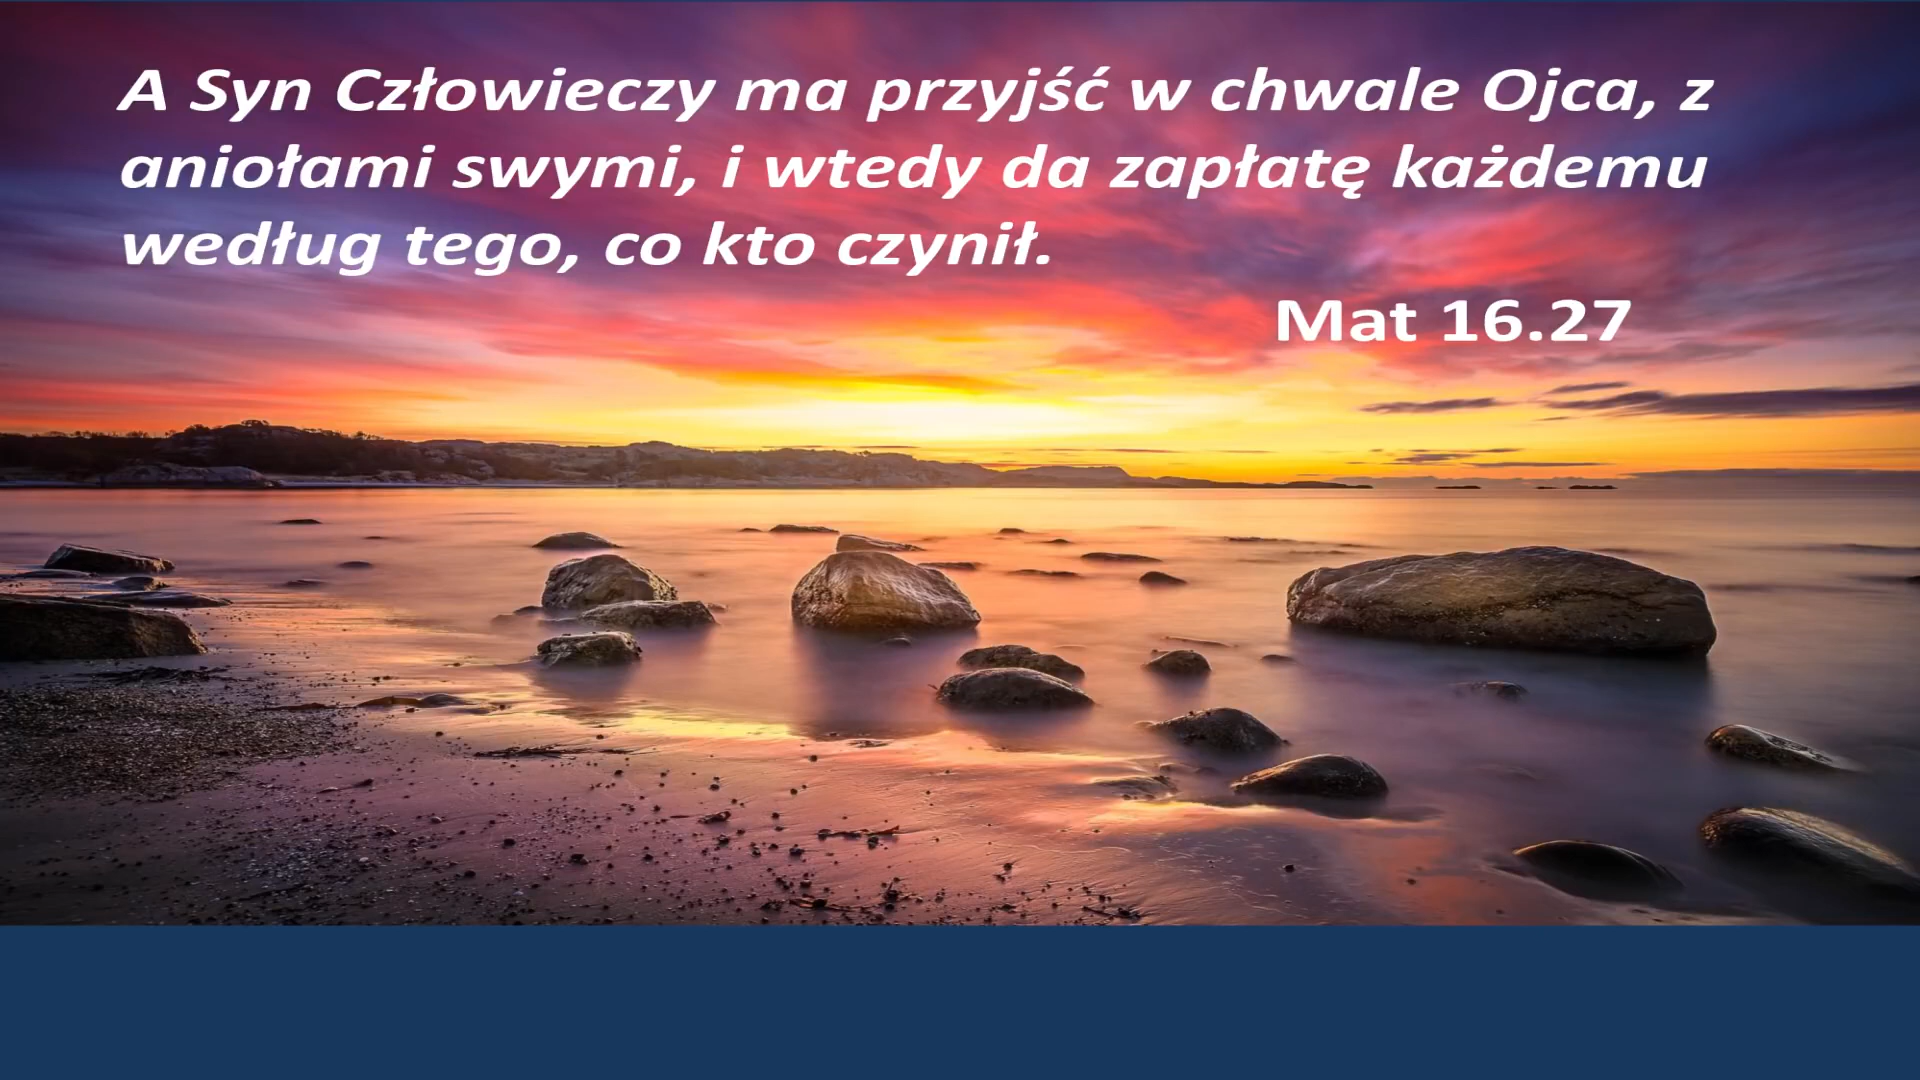 A Syn Człowieczy ma przyjść w chwale Ojca, z
aniołami swymi, i wtedy da zapłatę każdemu
według tego, co kto czynił.
Mat 16.27